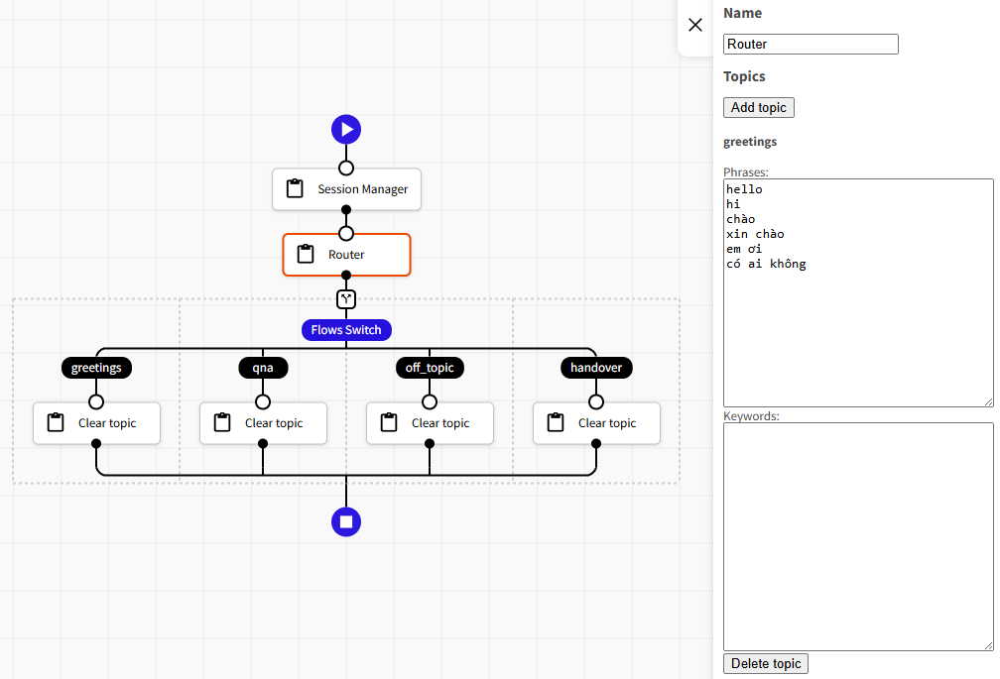 Session Manager
Router
Flows Switch
greetings
qna
off_topic
handover
Clear topic
Clear topic
Clear topic
Clear topic
Name
Router
Topics
Add topic
greetings
Phrases:
hello
hi
chào
xin chào
em ơi
có ai không
Keywords:
Delete topic